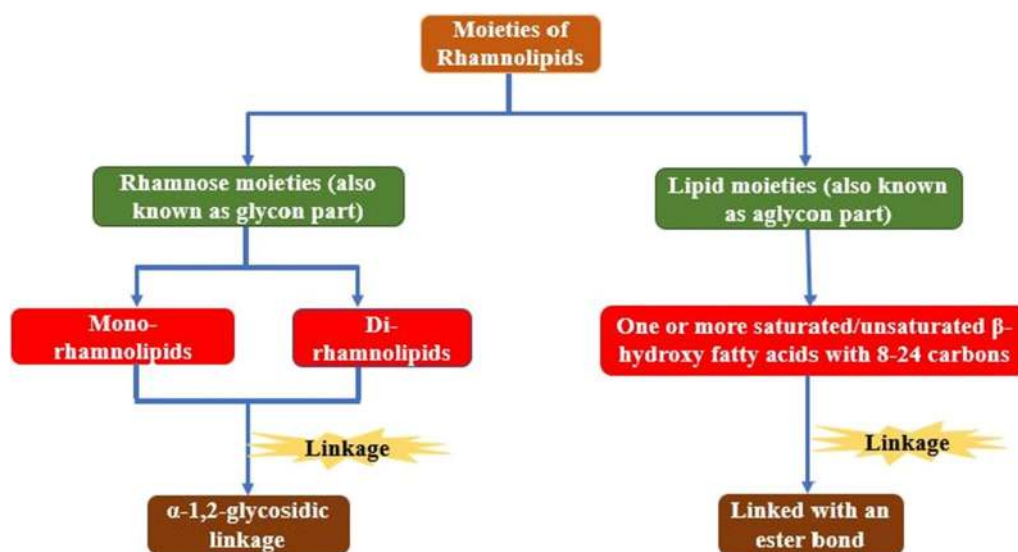 Moieties of
Rhamnolipids
Rhamnose moieties (also
known as glycon part)
Lipid moieties (also known
as aglycon part)
Mono-
rhamnolipids
Di-
rhamnolipids
One or more saturated/unsaturated β-
hydroxy fatty acids with 8-24 carbons
Linkage
Linkage
α-1,2-glycosidic
linkage
Linked with an
ester bond